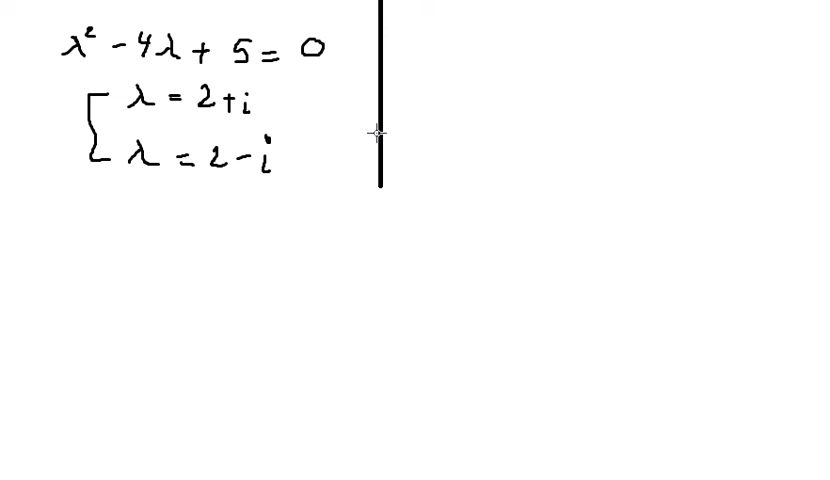 λ² - 4λ + 5 = 0
λ = 2 + i
λ = 2 - i